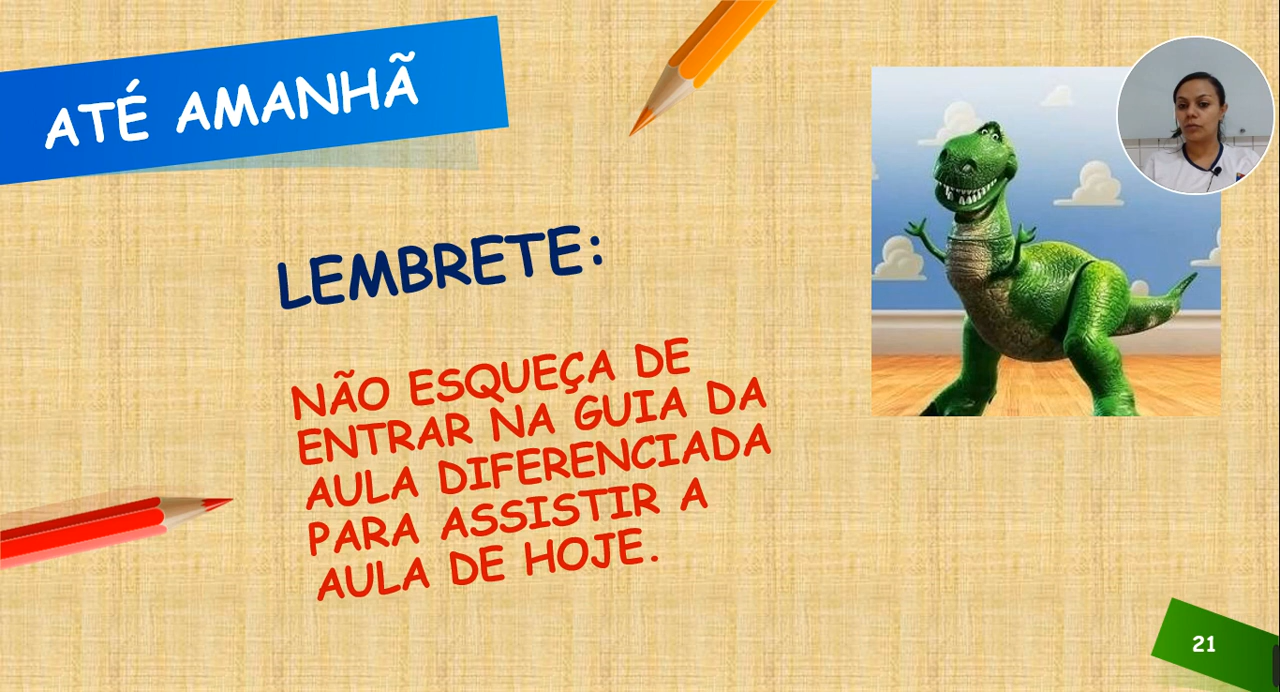 ATÉ AMANHÃ
LEMBRETE:
NÃO ESQUEÇA DE
ENTRAR NA GUIA DA
AULA DIFERENCIADA
PARA ASSISTIR A
AULA DE HOJE.
21